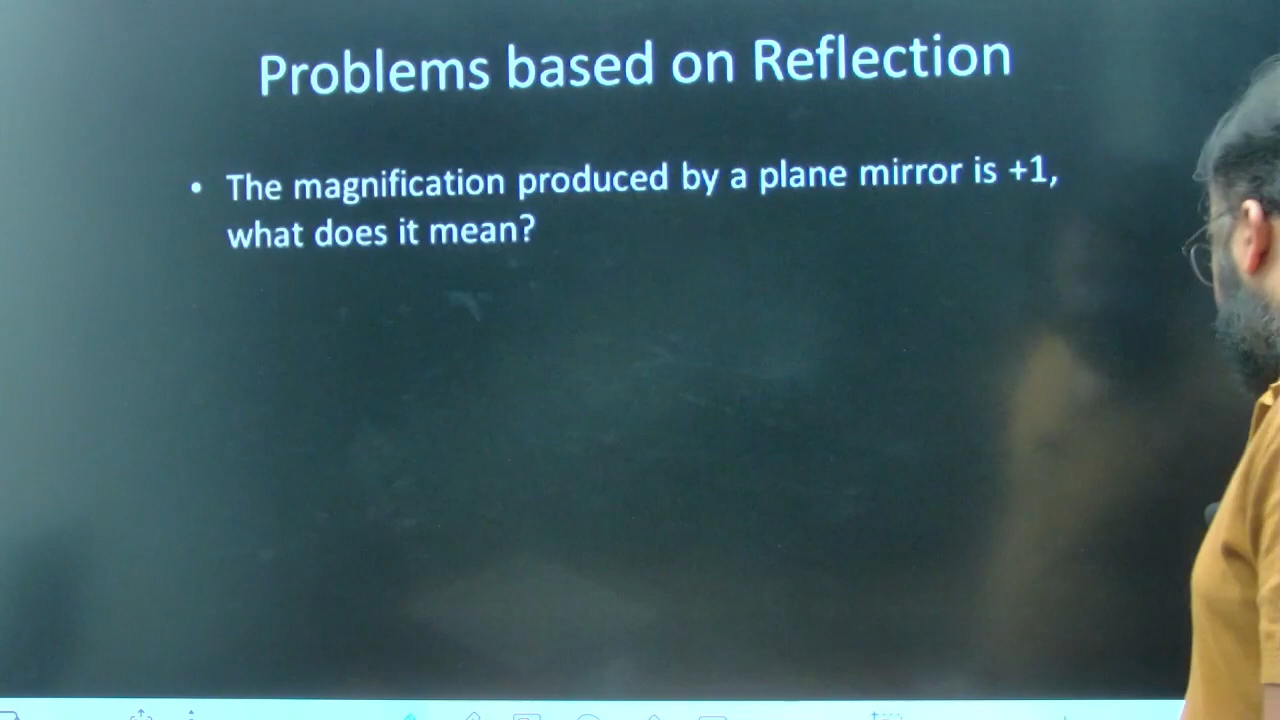 Problems based on Reflection
• The magnification produced by a plane mirror is +1,
what does it mean?